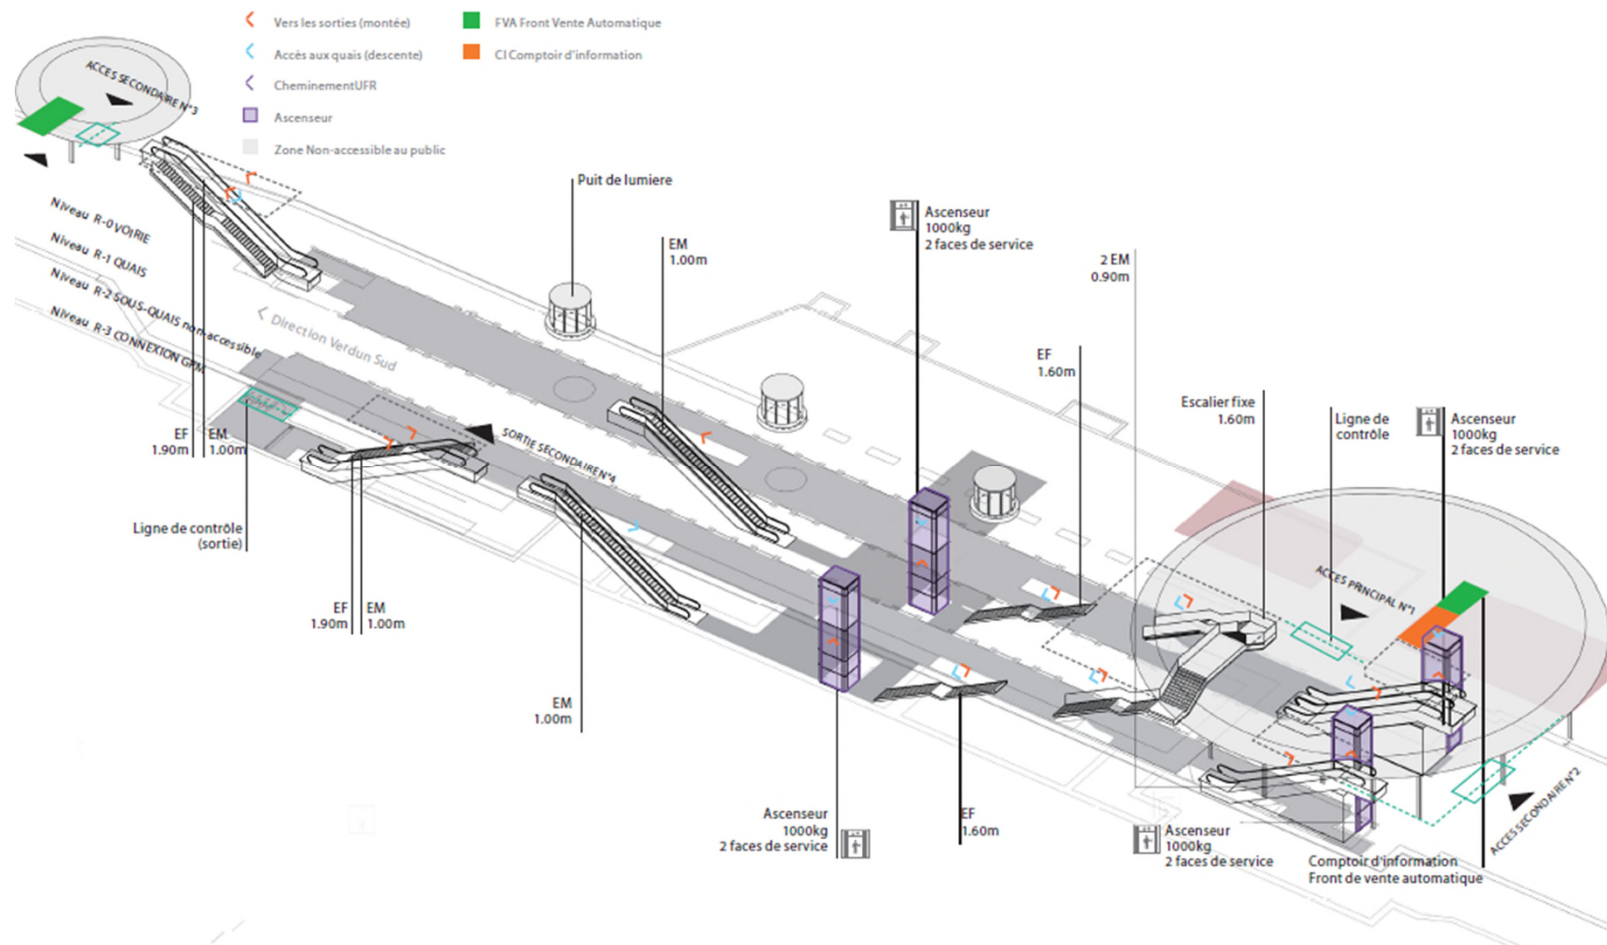 Vers les sorties (montée)
Accès aux quais (descente)
CheminementUFR
Ascenseur
Zone Non-accessible au public
FVA Front Vente Automatique
CI Comptoir d'information
ACCES SECONDAIRE N°3
Niveau R-0 VOIRIE
Niveau R-1 QUAIS
Niveau R-2 SOUS-QUAIS non-accessible
Niveau R-3 CONNEXION GPM
Direction Verdun Sud
Puit de lumiere
EM
1.00m
Ascenseur
1000kg
2 faces de service
2 EM
0.90m
EF
1.60m
Escalier fixe
1.60m
Ligne de
contrôle
Ascenseur
1000kg
2 faces de service
EF
1.90m
EM
1.00m
SORTIE SECONDAIRE N°4
Ligne de contrôle
(sortie)
EF
1.90m
EM
1.00m
EM
1.00m
ACCES PRINCIPAL N°1
Ascenseur
1000kg
2 faces de service
EF
1.60m
Ascenseur
1000kg
2 faces de service
Comptoir d'information
Front de vente automatique
ACCES SECONDAIRE N°2